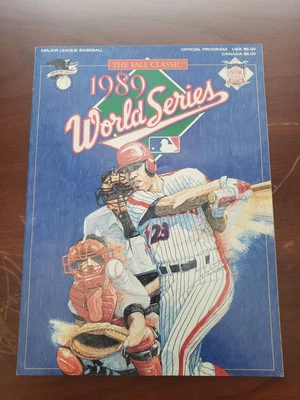 MAJOR LEAGUE BASEBALL
OFFICIAL PROGRAM USA $5.00
CANADA $6.00
THE FALL CLASSIC
1989
World Series
23